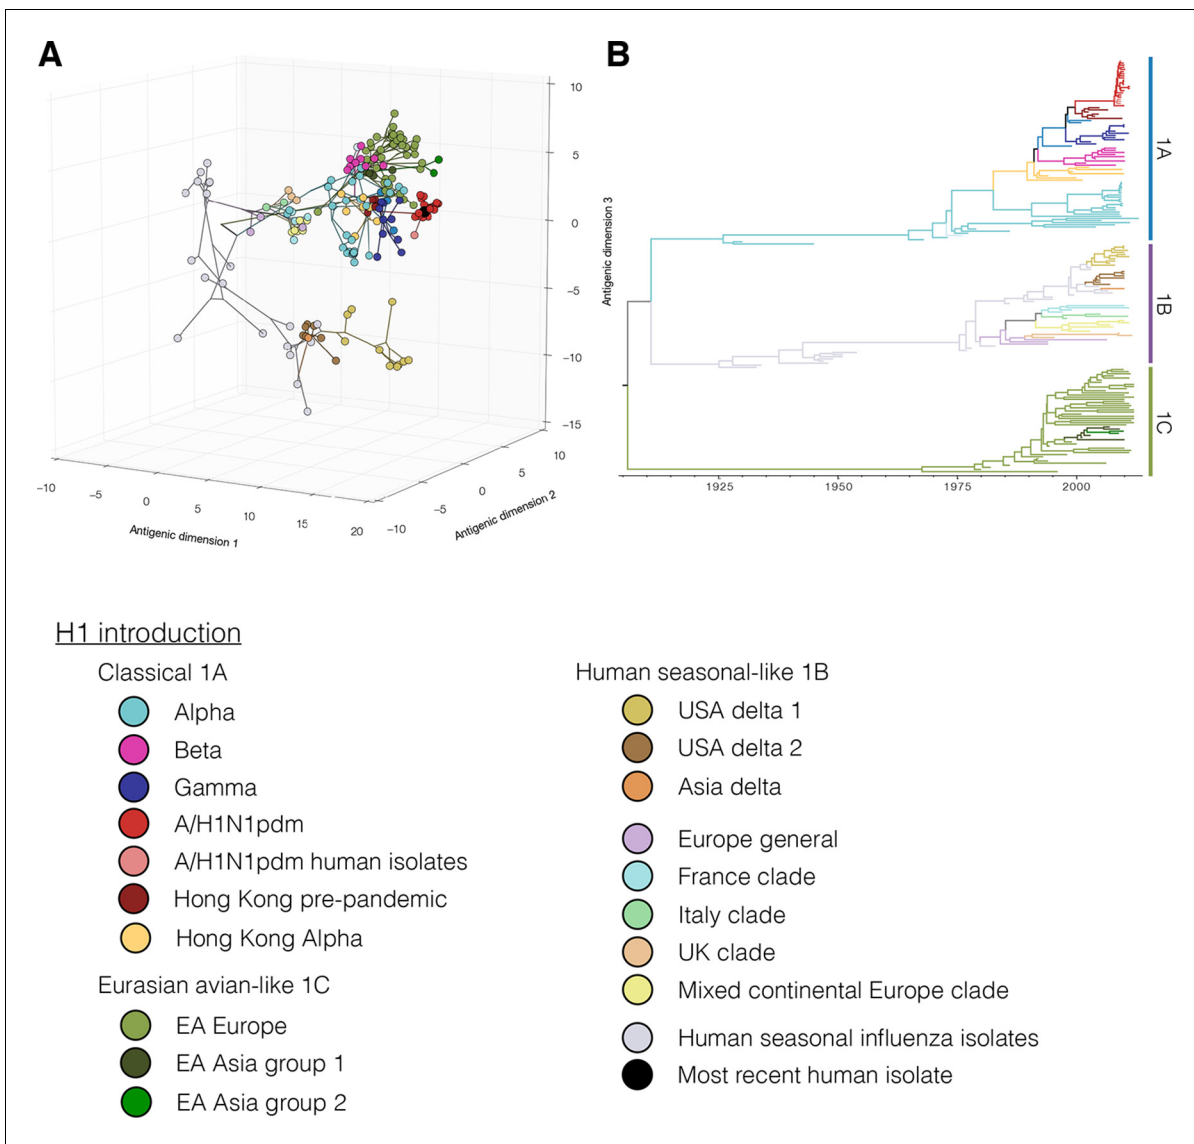 A
10
5
0
−5
−10
−15
10
5
0
−5
−10
−10
−5
0
5
10
15
20
Antigenic dimension 1
Antigenic dimension 2
Antigenic dimension 3
B
1A
1B
1C
1925
1950
1975
2000
H1 introduction
Classical 1A
Alpha
Beta
Gamma
A/H1N1pdm
A/H1N1pdm human isolates
Hong Kong pre-pandemic
Hong Kong Alpha
Eurasian avian-like 1C
EA Europe
EA Asia group 1
EA Asia group 2
Human seasonal-like 1B
USA delta 1
USA delta 2
Asia delta
Europe general
France clade
Italy clade
UK clade
Mixed continental Europe clade
Human seasonal influenza isolates
Most recent human isolate